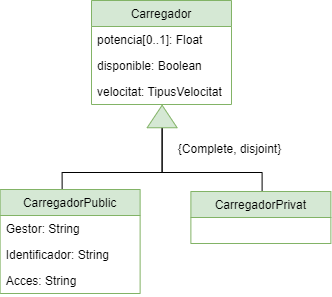 Carregador
potencia[0..1]: Float
disponible: Boolean
velocitat: TipusVelocitat
{Complete, disjoint}
CarregadorPublic
Gestor: String
Identificador: String
Acces: String
CarregadorPrivat